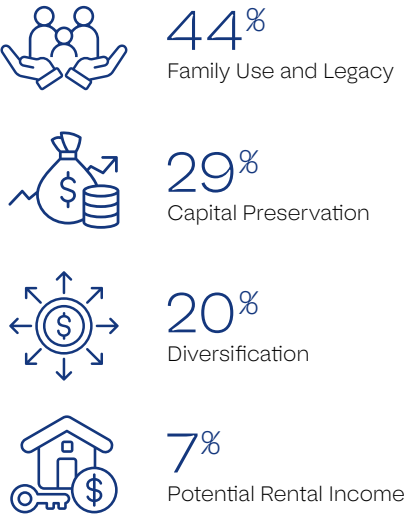 44%
Family Use and Legacy
$
29%
Capital Preservation
$
20%
Diversification
$
7%
Potential Rental Income